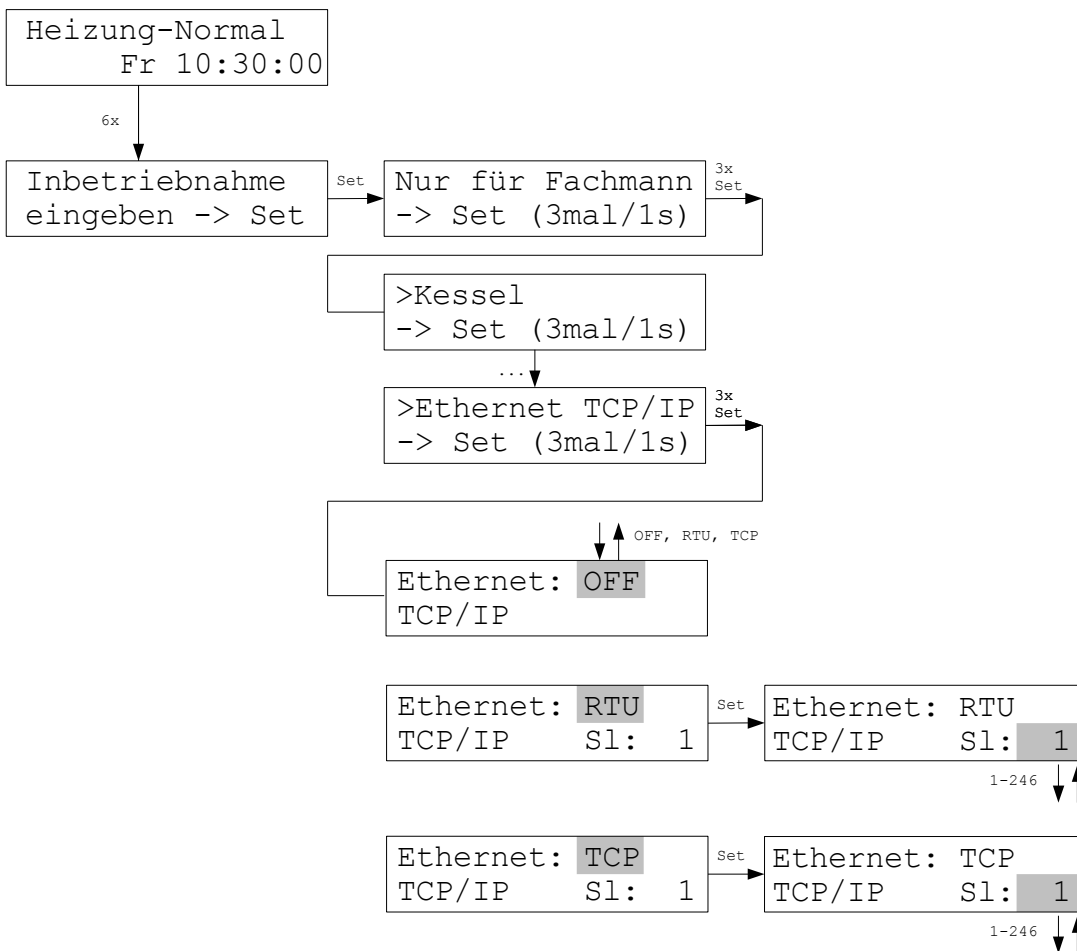 Heizung-Normal
Fr 10:30:00
6x
Inbetriebnahme
eingeben -> Set
Set
Nur für Fachmann
-> Set (3mal/1s)
3x
Set
>Kessel
-> Set (3mal/1s)
...
>Ethernet TCP/IP
-> Set (3mal/1s)
3x
Set
OFF, RTU, TCP
Ethernet: OFF
TCP/IP
Ethernet: RTU
TCP/IP Sl: 1
Set
Ethernet: RTU
TCP/IP Sl: 1
1-246
Ethernet: TCP
TCP/IP Sl: 1
Set
Ethernet: TCP
TCP/IP Sl: 1
1-246